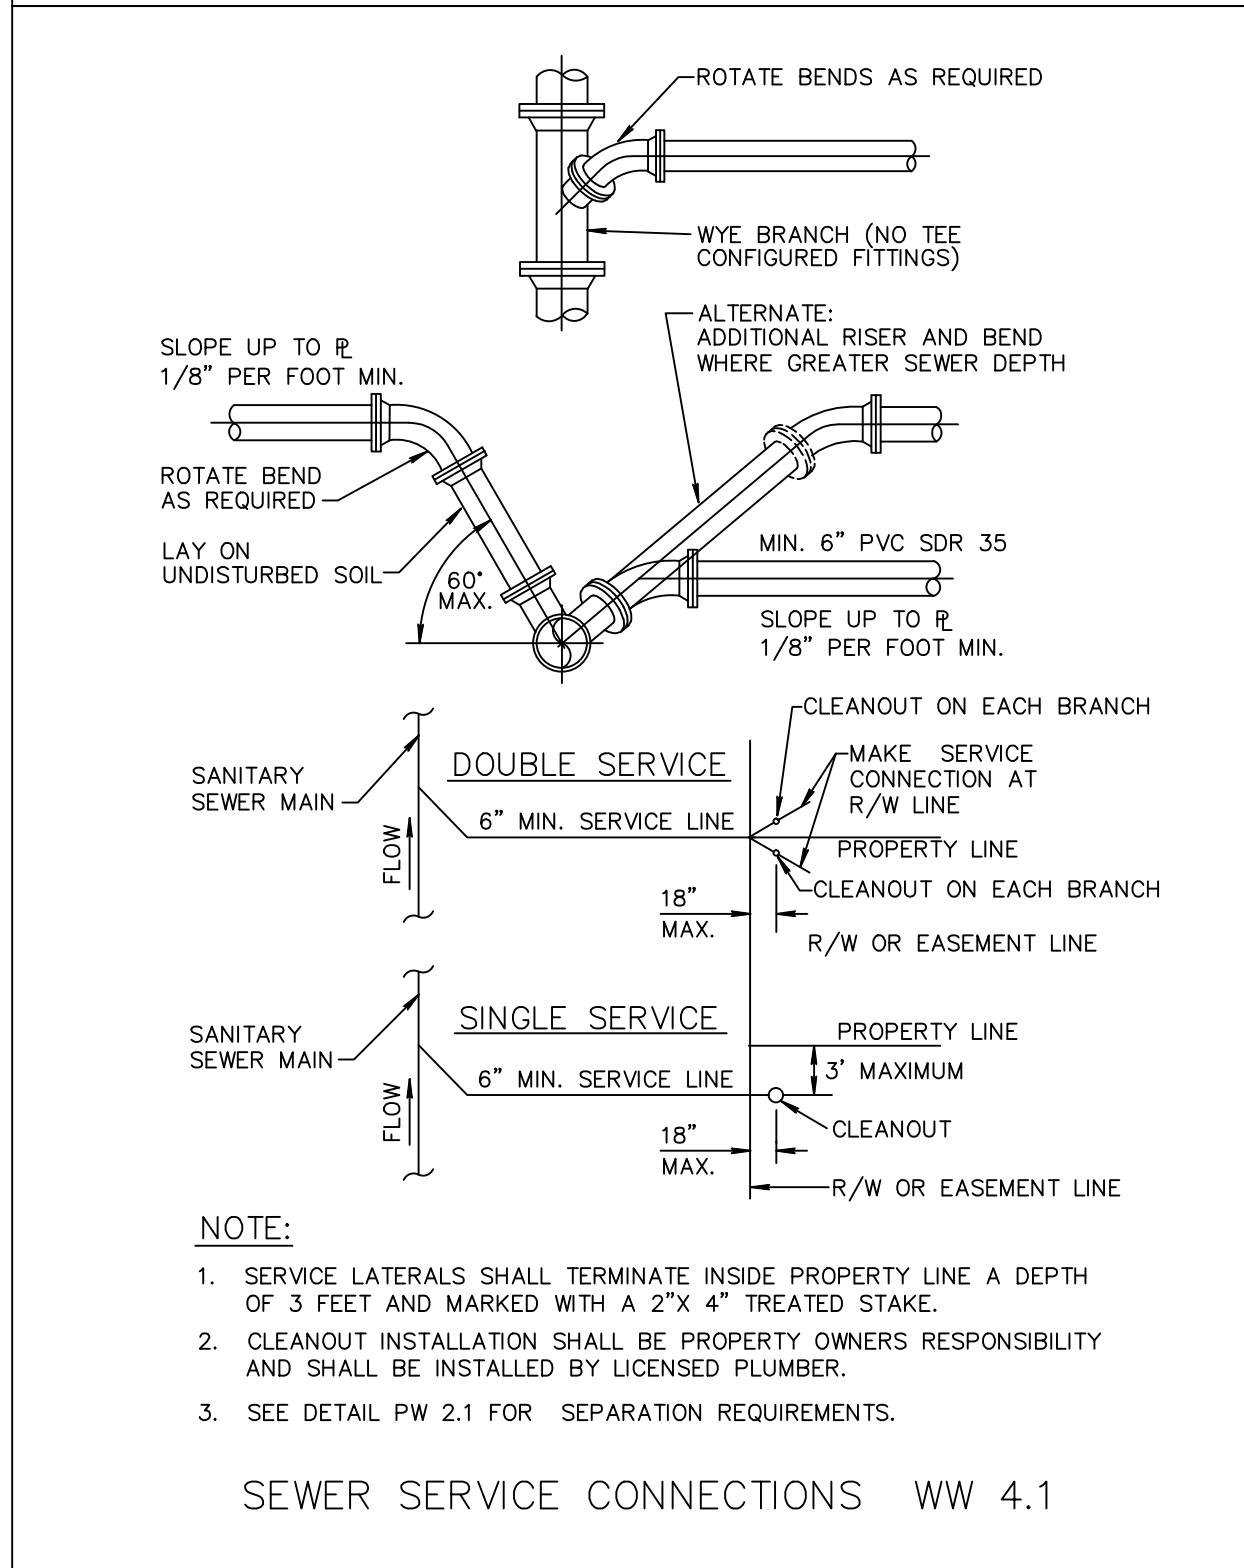 ROTATE BENDS AS REQUIRED
WYE BRANCH (NO TEE
CONFIGURED FITTINGS)
ALTERNATE:
ADDITIONAL RISER AND BEND
WHERE GREATER SEWER DEPTH
SLOPE UP TO ℙL
1/8" PER FOOT MIN.
ROTATE BEND
AS REQUIRED
LAY ON
UNDISTURBED SOIL
60°
MAX.
MIN. 6" PVC SDR 35
SLOPE UP TO ℙL
1/8" PER FOOT MIN.
CLEANOUT ON EACH BRANCH
DOUBLE SERVICE
MAKE SERVICE
CONNECTION AT
R/W LINE
SANITARY
SEWER MAIN
6" MIN. SERVICE LINE
FLOW
PROPERTY LINE
CLEANOUT ON EACH BRANCH
18"
MAX.
R/W OR EASEMENT LINE
SINGLE SERVICE
SANITARY
SEWER MAIN
PROPERTY LINE
3' MAXIMUM
6" MIN. SERVICE LINE
FLOW
CLEANOUT
18"
MAX.
R/W OR EASEMENT LINE
NOTE:
1. SERVICE LATERALS SHALL TERMINATE INSIDE PROPERTY LINE A DEPTH
OF 3 FEET AND MARKED WITH A 2"X 4" TREATED STAKE.
2. CLEANOUT INSTALLATION SHALL BE PROPERTY OWNERS RESPONSIBILITY
AND SHALL BE INSTALLED BY LICENSED PLUMBER.
3. SEE DETAIL PW 2.1 FOR SEPARATION REQUIREMENTS.
SEWER SERVICE CONNECTIONS WW 4.1